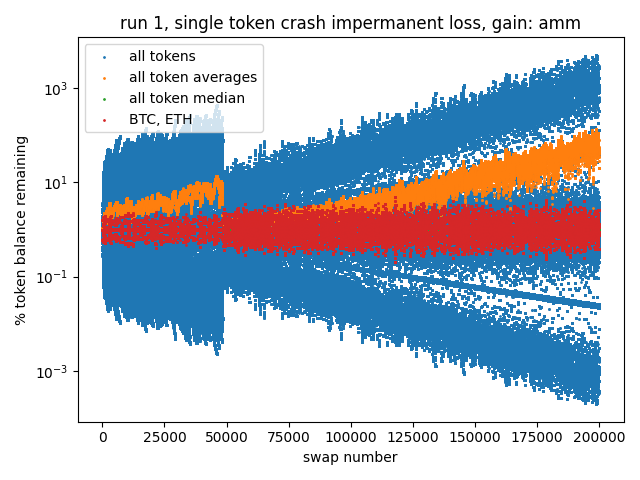 run 1, single token crash impermanent loss, gain: amm
all tokens
all token averages
all token median
BTC, ETH
% token balance remaining
10³
10¹
10⁻¹
10⁻³
0 25000 50000 75000 100000 125000 150000 175000 200000
swap number